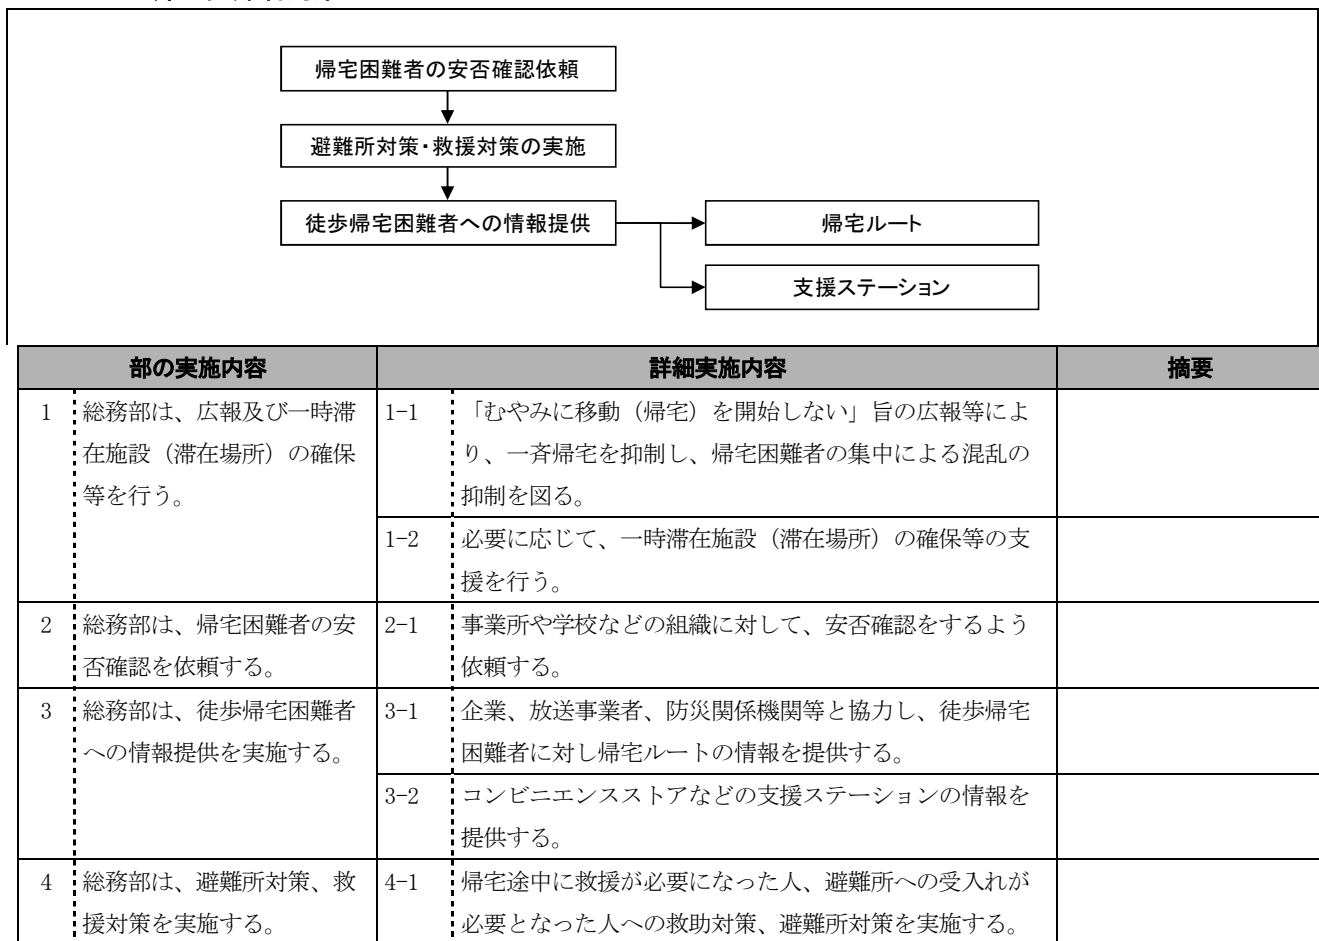 帰宅困難者の安否確認依頼
避難所対策・救援対策の実施
徒歩帰宅困難者への情報提供
帰宅ルート
支援ステーション
部の実施内容
詳細実施内容
摘要
1
総務部は、広報及び一時滞
在施設（滞在場所）の確保
等を行う。
1-1
「むやみに移動（帰宅）を開始しない」旨の広報等によ
り、一斉帰宅を抑制し、帰宅困難者の集中による混乱の
抑制を図る。
1-2
必要に応じて、一時滞在施設（滞在場所）の確保等の支
援を行う。
2
総務部は、帰宅困難者の安
否確認を依頼する。
2-1
事業所や学校などの組織に対して、安否確認をするよう
依頼する。
3
総務部は、徒歩帰宅困難者
への情報提供を実施する。
3-1
企業、放送事業者、防災関係機関等と協力し、徒歩帰宅
困難者に対し帰宅ルートの情報を提供する。
3-2
コンビニエンスストアなどの支援ステーションの情報を
提供する。
4
総務部は、避難所対策、救
援対策を実施する。
4-1
帰宅途中に救援が必要になった人、避難所への受入れが
必要となった人への救助対策、避難所対策を実施する。